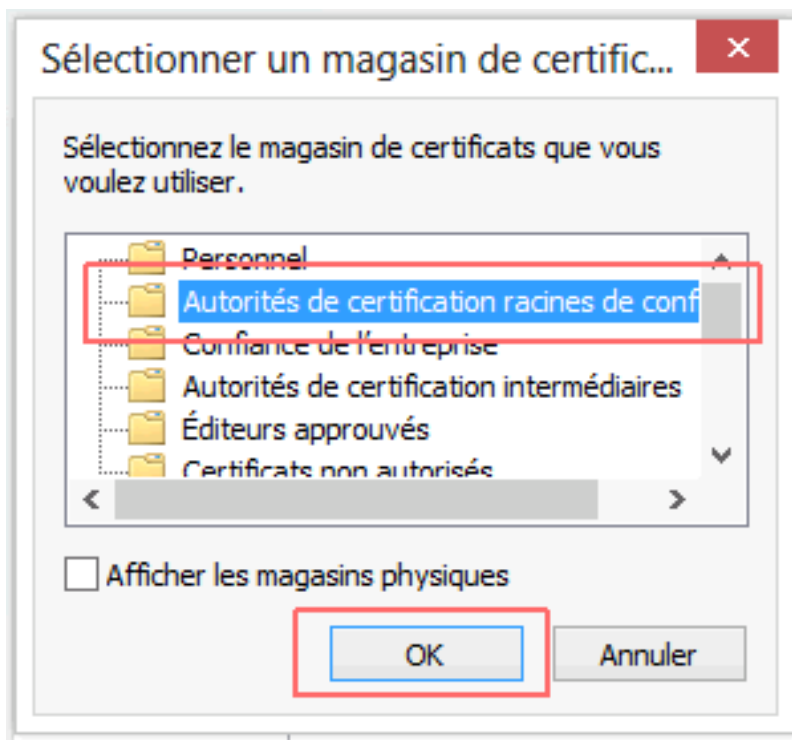 Sélectionner un magasin de certific...
Sélectionnez le magasin de certificats que vous
voulez utiliser.
Personnel
Autorités de certification racines de conf
Confiance de l'entreprise
Autorités de certification intermédiaires
Éditeurs approuvés
Certificats non autorisés
Afficher les magasins physiques
OK Annuler